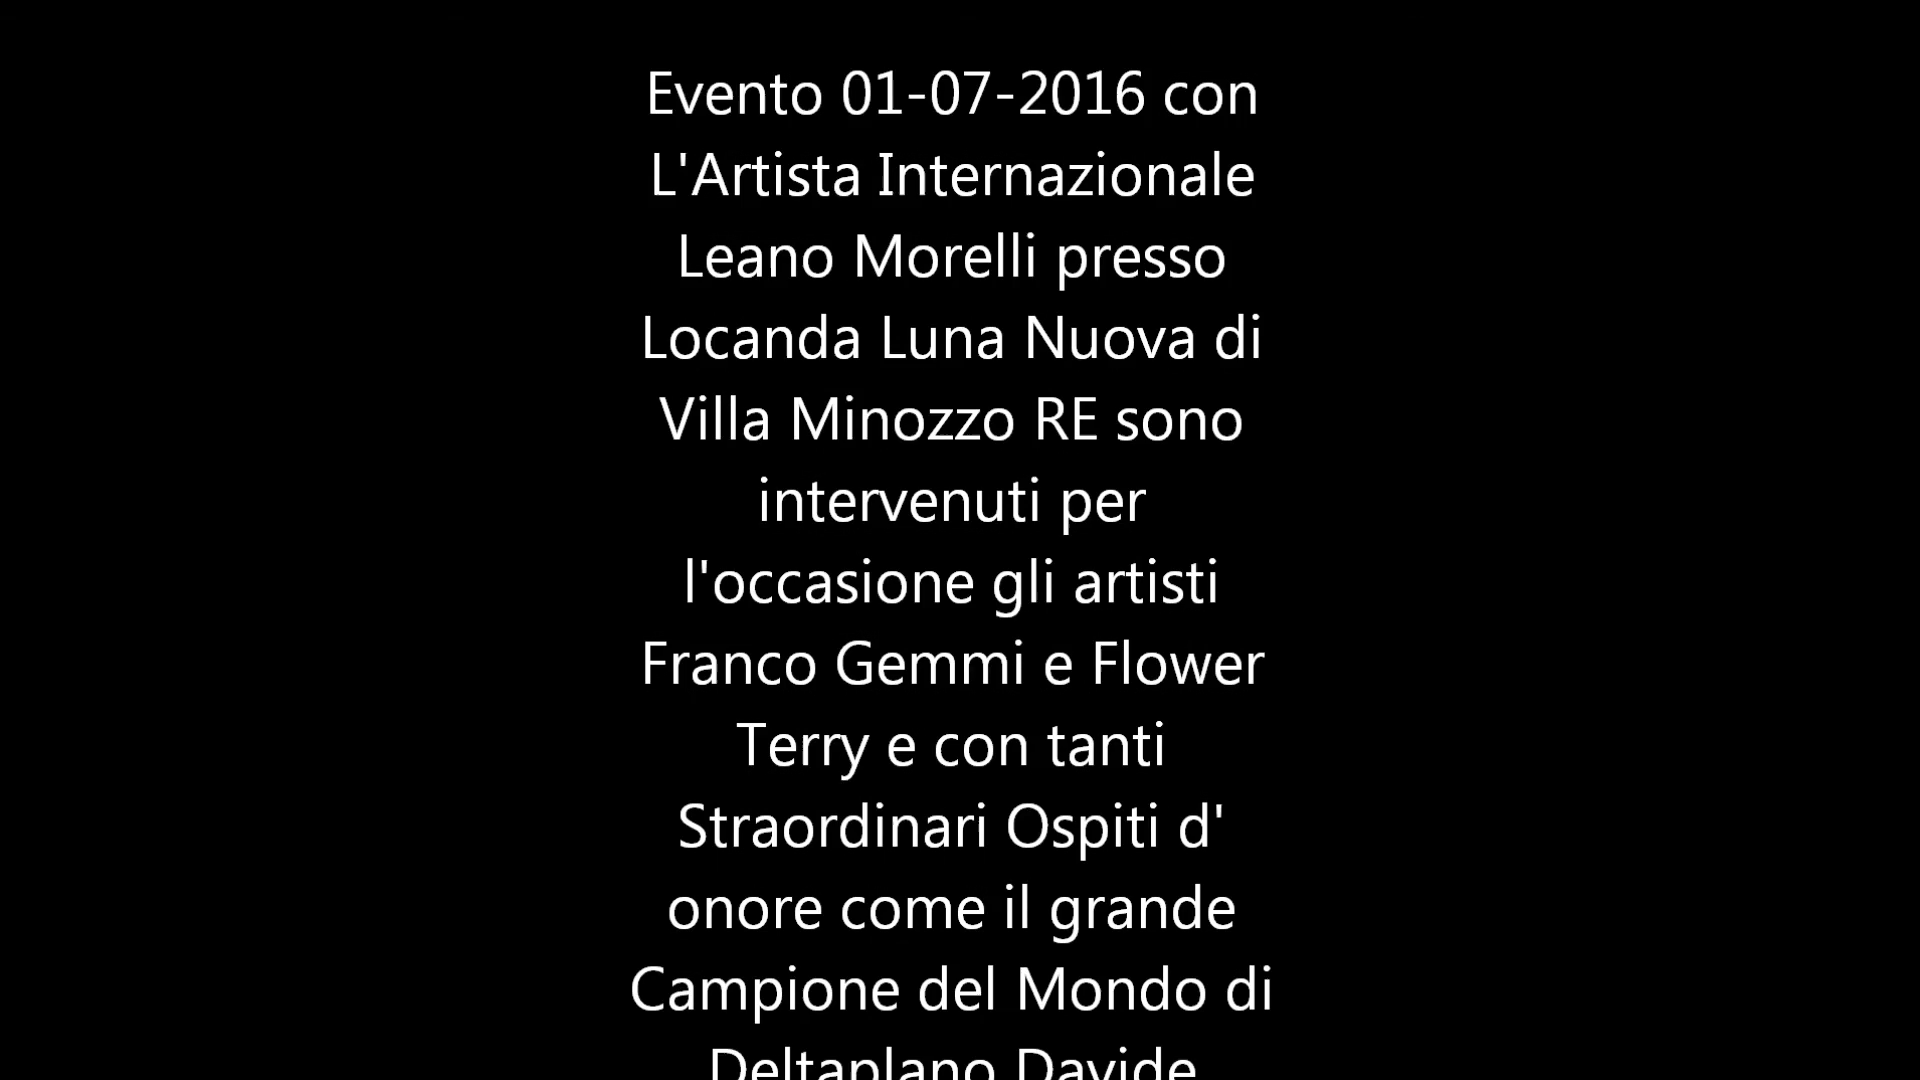 Evento 01-07-2016 con
L'Artista Internazionale
Leano Morelli presso
Locanda Luna Nuova di
Villa Minozzo RE sono
intervenuti per
l'occasione gli artisti
Franco Gemmi e Flower
Terry e con tanti
Straordinari Ospiti d'
onore come il grande
Campione del Mondo di
Deltaplano Davide